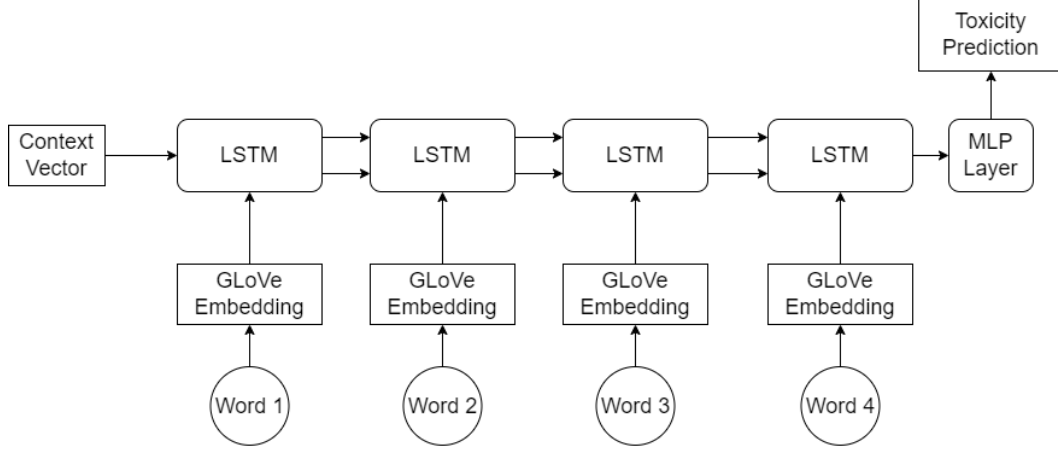 Toxicity
Prediction
Context
Vector
LSTM
LSTM
LSTM
LSTM
MLP
Layer
GLoVe
Embedding
GLoVe
Embedding
GLoVe
Embedding
GLoVe
Embedding
Word 1
Word 2
Word 3
Word 4